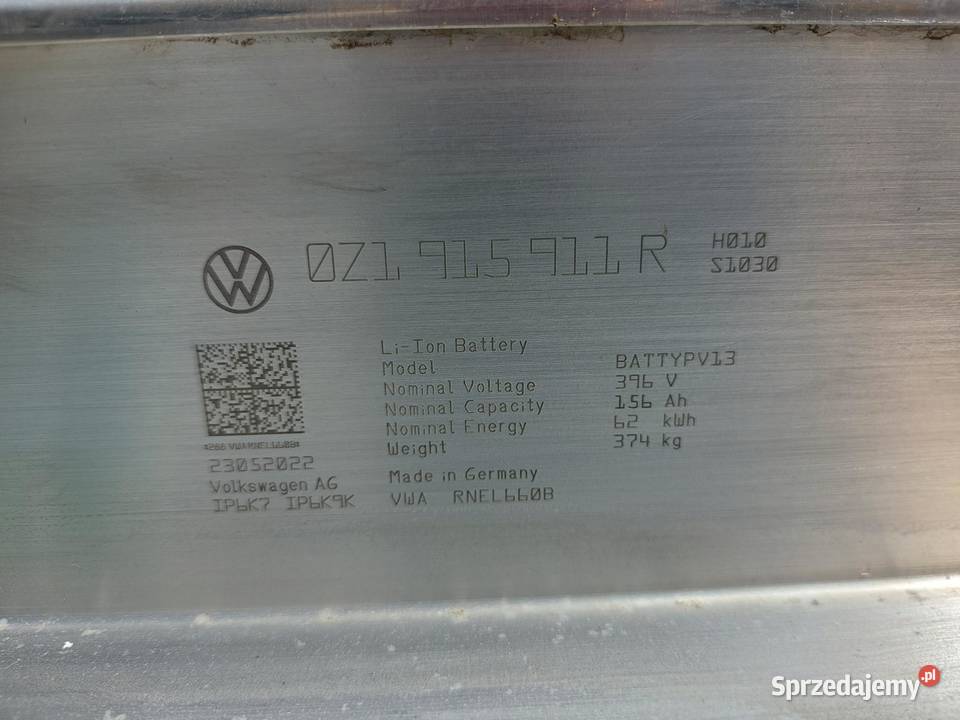 0Z1 915 911 R H010
S1030
Li-Ion Battery
Model BATTYPV13
Nominal Voltage 396 V
Nominal Capacity 156 Ah
Nominal Energy 62 kWh
Weight 374 kg
23052022
Volkswagen AG
IP6K7 IP6K9K
Made in Germany
VWA RNEL660B
Sprzedajemy.pl